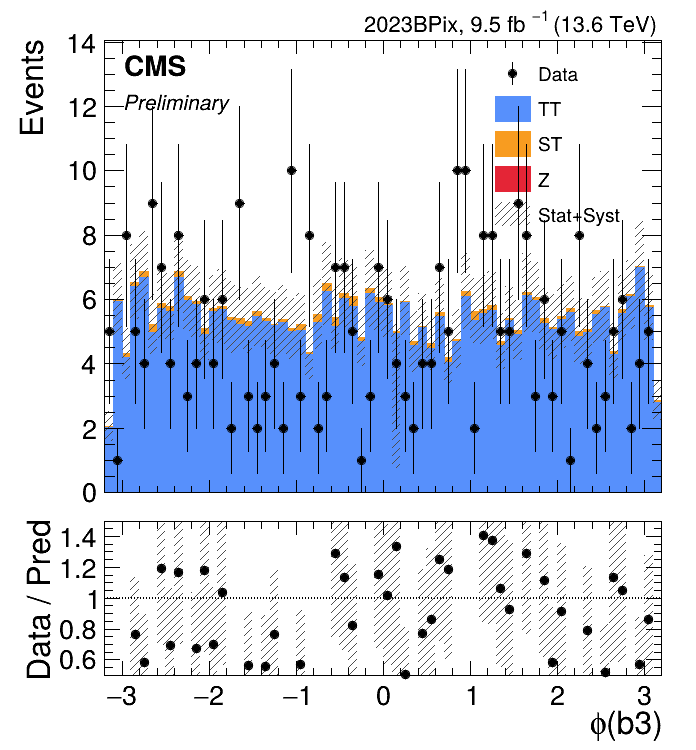 2023BPix, 9.5 fb⁻¹ (13.6 TeV)
Events
14
12
10
8
6
4
2
0
CMS
Preliminary
Data
TT
ST
Z
Stat+Syst
Data / Pred
1.4
1.2
1
0.8
0.6
−3 −2 −1 0 1 2 3
ϕ(b3)